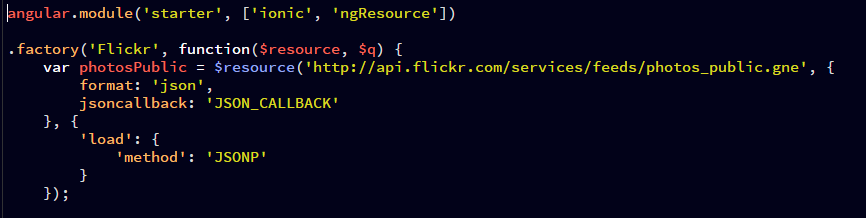 angular.module('starter', ['ionic', 'ngResource'])
.factory('Flickr', function($resource, $q) {
    var photosPublic = $resource('http://api.flickr.com/services/feeds/photos_public.gne', {
        format: 'json',
        jsoncallback: 'JSON_CALLBACK'
    }, {
        'load': {
            'method': 'JSONP'
        }
    });